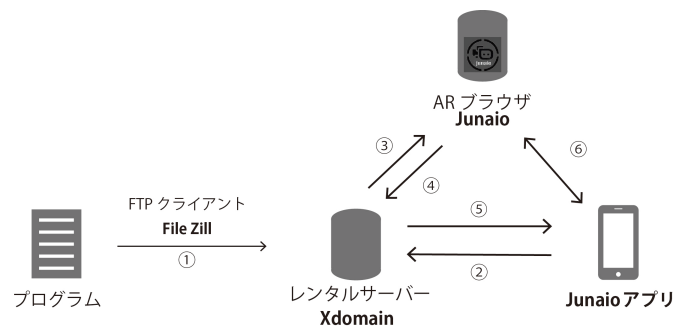 junaio
AR ブラウザ
Junaio
③
⑥
④
FTP クライアント
File Zill
①
⑤
②
プログラム
レンタルサーバー
Xdomain
Junaioアプリ